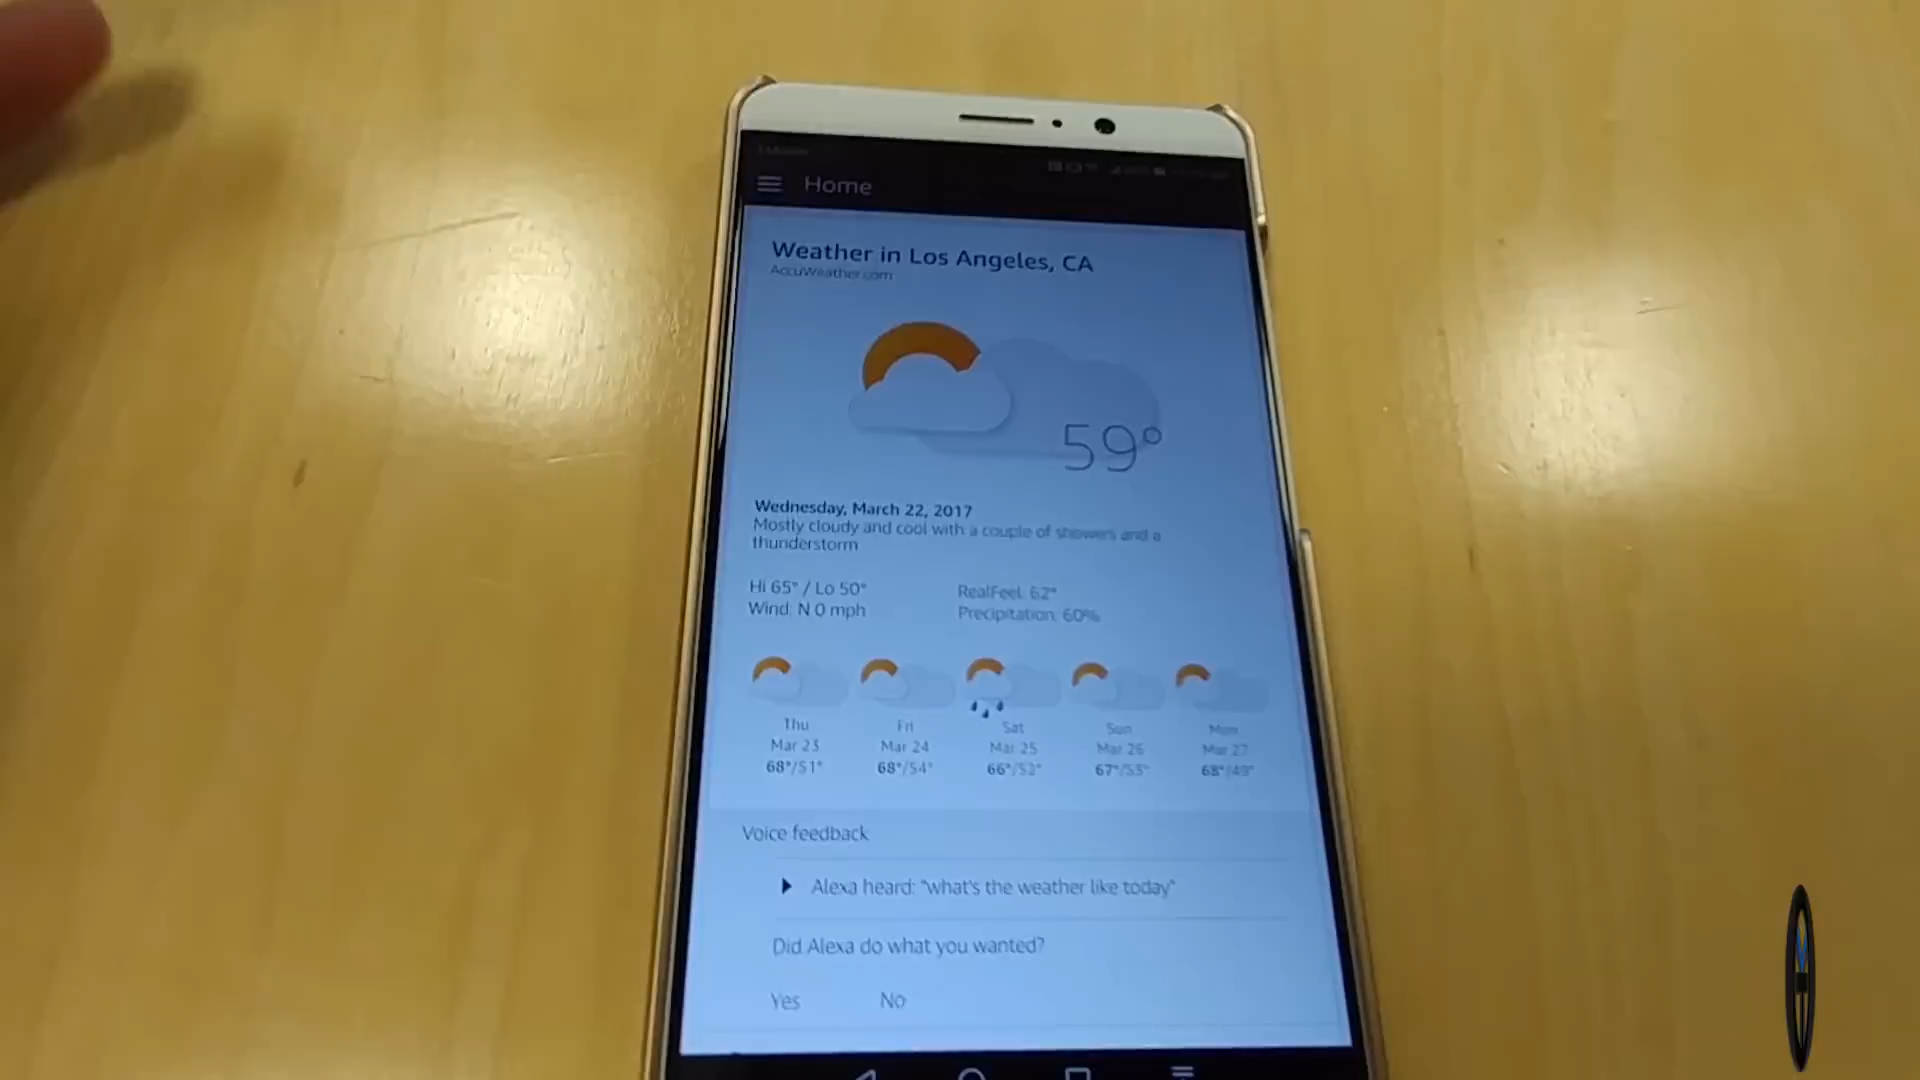 Home
Weather in Los Angeles, CA
AccuWeather.com
59°
Wednesday, March 22, 2017
Mostly cloudy and cool with a couple of showers and a
thunderstorm
Hi 65° / Lo 50°
RealFeel: 62°
Wind: N 0 mph
Precipitation: 60%
Thu Fri Sat Sun Mon
Mar 23 Mar 24 Mar 25 Mar 26 Mar 27
68°/51° 68°/54° 66°/52° 67°/53° 68°/49°
Voice feedback
Alexa heard: "what's the weather like today"
Did Alexa do what you wanted?
Yes No